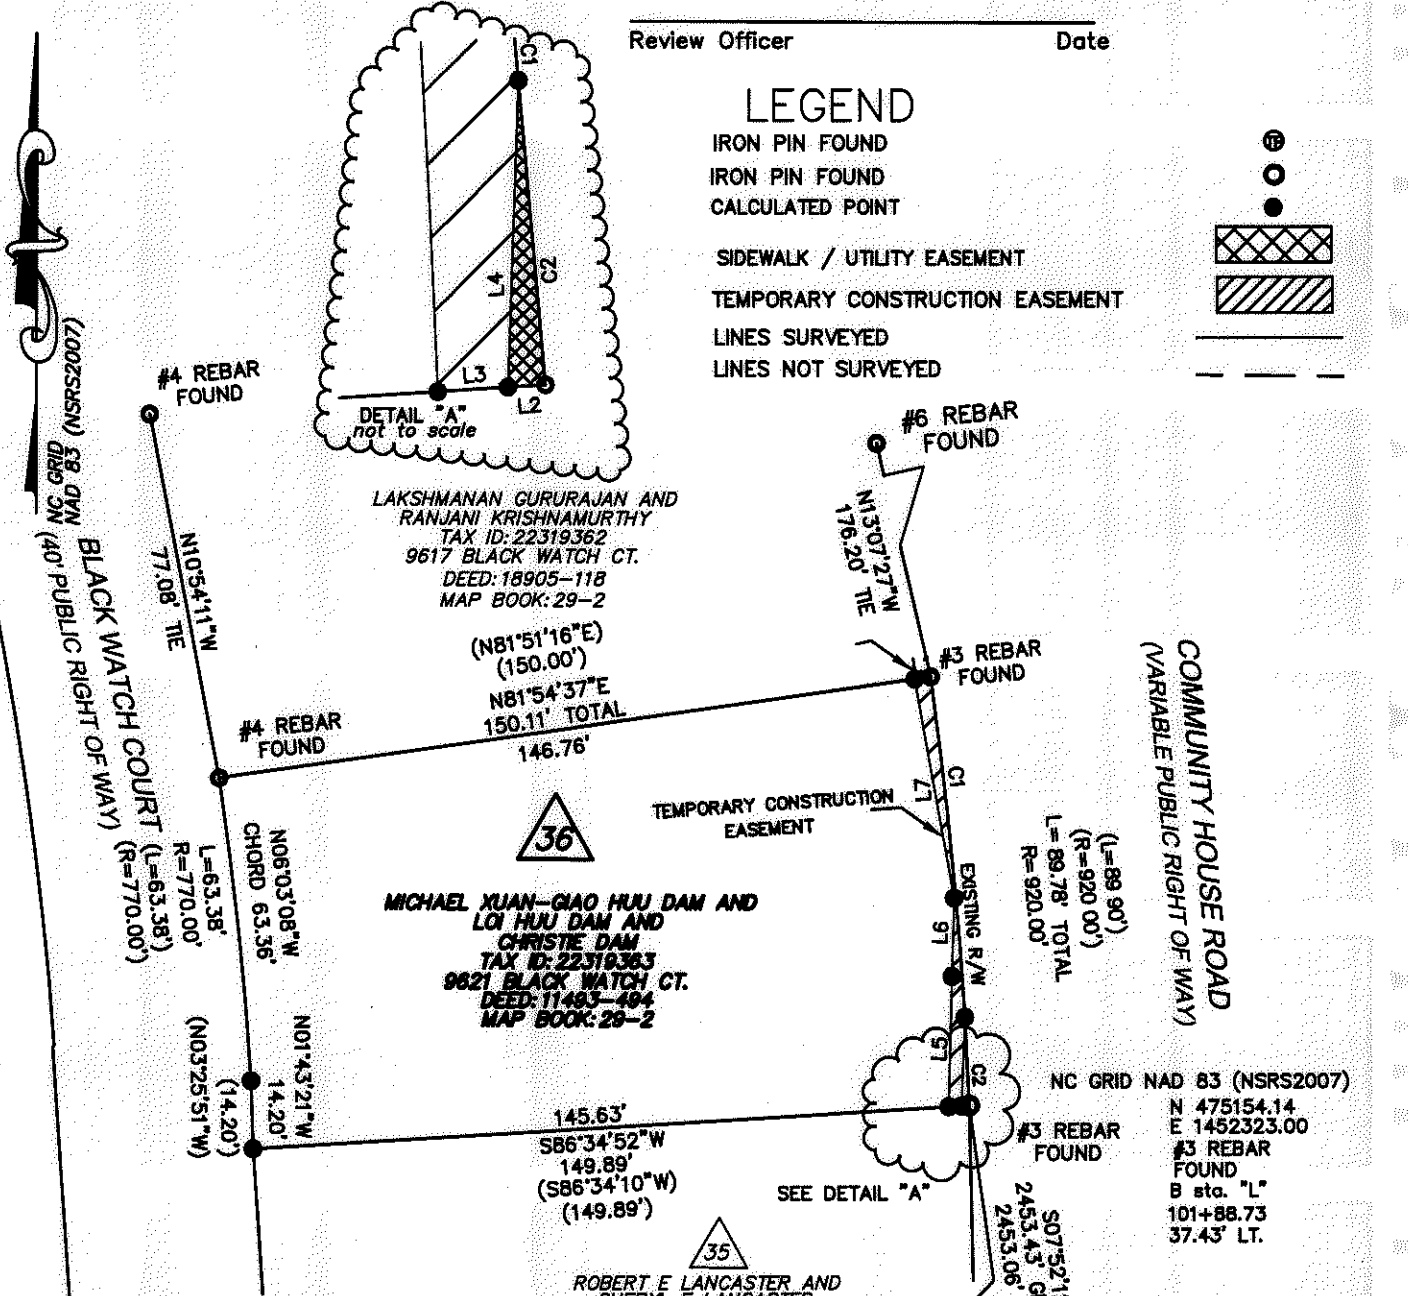 Review Officer Date
LEGEND
IRON PIN FOUND
IRON PIN FOUND
CALCULATED POINT
SIDEWALK / UTILITY EASEMENT
TEMPORARY CONSTRUCTION EASEMENT
LINES SURVEYED
LINES NOT SURVEYED
C1
C2
L4
L3
L2
DETAIL "A"
not to scale
NC GRID
NAD 83 (NSRS2007)
#4 REBAR
FOUND
N10°54'11"W
77.08' TIE
BLACK WATCH COURT
(40' PUBLIC RIGHT OF WAY)
LAKSHMANAN GURURAJAN AND
RANJANI KRISHNAMURTHY
TAX ID: 22319362
9617 BLACK WATCH CT.
DEED: 18905-118
MAP BOOK: 29-2
#6 REBAR
FOUND
N13°07'27"W
176.20' TIE
#3 REBAR
FOUND
(N81°51'16"E)
(150.00')
N81°54'37"E
150.11' TOTAL
146.76'
#4 REBAR
FOUND
COMMUNITY HOUSE ROAD
(VARIABLE PUBLIC RIGHT OF WAY)
C1
L7
TEMPORARY CONSTRUCTION
EASEMENT
36
MICHAEL XUAN-GIAO HUU DAM AND
LOI HUU DAM AND
CHRISTIE DAM
TAX ID: 22319363
9621 BLACK WATCH CT.
DEED: 11493-494
MAP BOOK: 29-2
N06°03'08"W
CHORD 63.36'
L=63.38'
R=770.00'
(L=63.38')
(R=770.00')
(L=89 90')
(R=920 00')
L= 89.78' TOTAL
R= 920.00'
EXISTING R/W
L6
L5
C2
N01°43'21"W
14.20'
(14.20')
(N03°25'51"W)
145.63'
S86°34'52"W
149.89'
(S86°34'10"W)
(149.89')
SEE DETAIL "A"
#3 REBAR
FOUND
NC GRID NAD 83 (NSRS2007)
N 475154.14
E 1452323.00
#3 REBAR
FOUND
B sta. "L"
101+88.73
37.43' LT.
2453.43'
2453.06'
35
ROBERT E LANCASTER AND